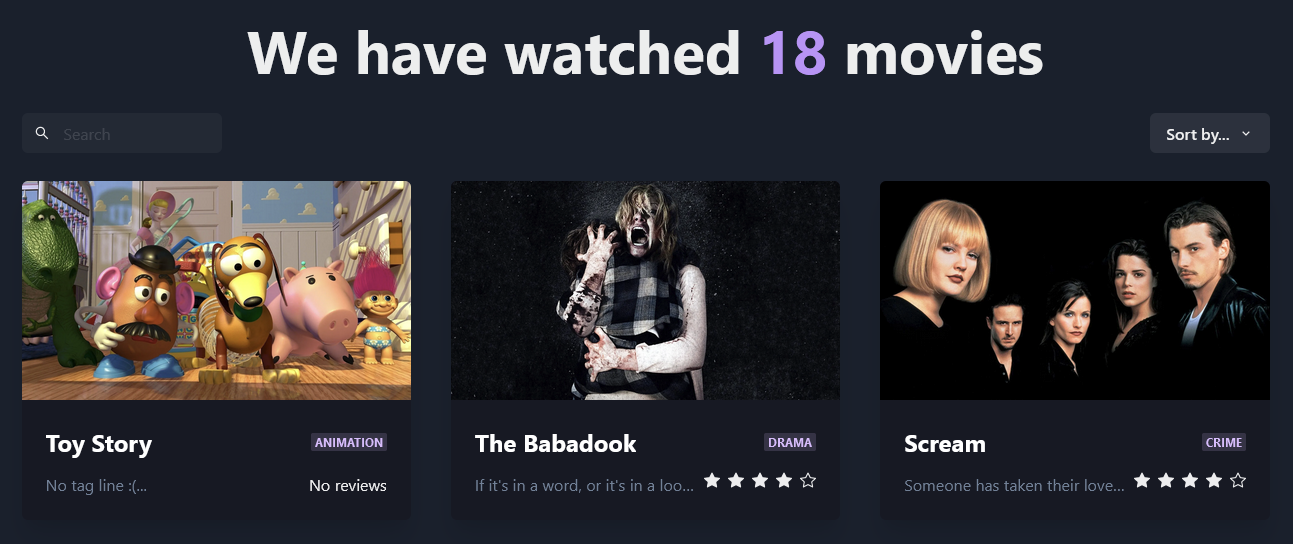 We have watched 18 movies
Search
Sort by...
Toy Story
ANIMATION
No tag line :(...
No reviews
The Babadook
DRAMA
If it's in a word, or it's in a loo...
Scream
CRIME
Someone has taken their love...